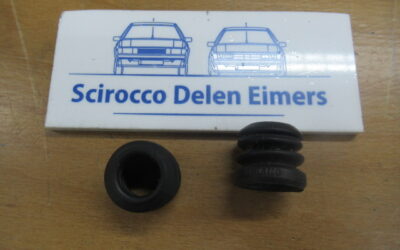 Scirocco Delen Eimers